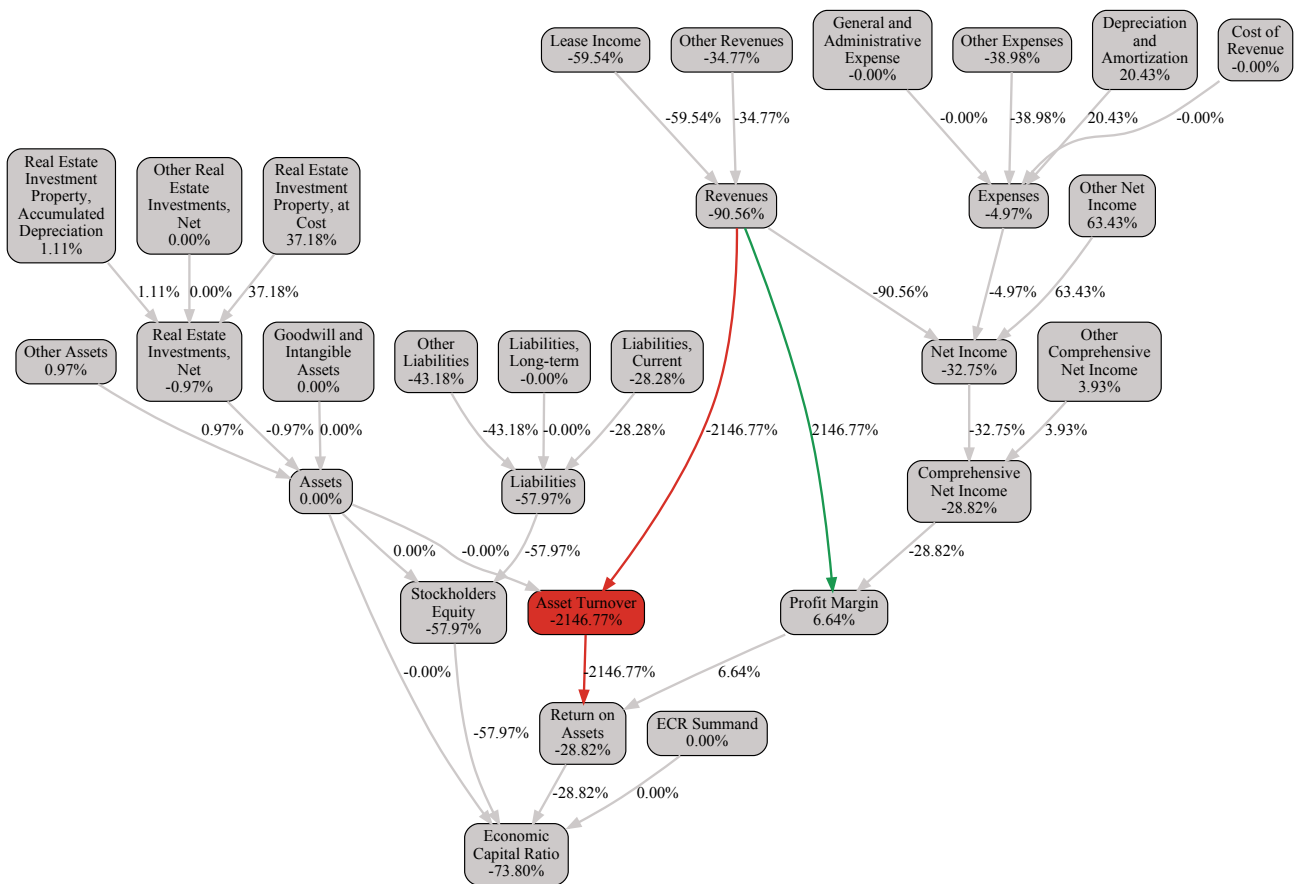 Lease Income
-59.54%
Other Revenues
-34.77%
General and
Administrative
Expense
-0.00%
Other Expenses
-38.98%
Depreciation
and
Amortization
20.43%
Cost of
Revenue
-0.00%
-59.54%
-34.77%
-0.00%
-38.98%
20.43%
-0.00%
Real Estate
Investment
Property,
Accumulated
Depreciation
1.11%
Other Real
Estate
Investments,
Net
0.00%
Real Estate
Investment
Property, at
Cost
37.18%
Revenues
-90.56%
Expenses
-4.97%
Other Net
Income
63.43%
1.11%
0.00%
37.18%
-90.56%
-4.97%
63.43%
Other Assets
0.97%
Real Estate
Investments,
Net
-0.97%
Goodwill and
Intangible
Assets
0.00%
Other
Liabilities
-43.18%
Liabilities,
Long-term
-0.00%
Liabilities,
Current
-28.28%
Net Income
-32.75%
Other
Comprehensive
Net Income
3.93%
0.97%
-0.97%
0.00%
-43.18%
-0.00%
-28.28%
-2146.77%
2146.77%
-32.75%
3.93%
Assets
0.00%
Liabilities
-57.97%
Comprehensive
Net Income
-28.82%
0.00%
-0.00%
-57.97%
-28.82%
Stockholders
Equity
-57.97%
Asset Turnover
-2146.77%
Profit Margin
6.64%
-0.00%
-2146.77%
6.64%
-57.97%
Return on
Assets
-28.82%
ECR Summand
0.00%
-28.82%
0.00%
Economic
Capital Ratio
-73.80%